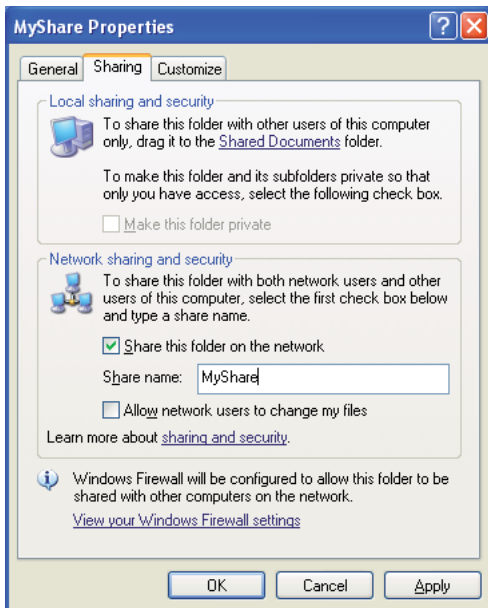 MyShare Properties
General Sharing Customize
Local sharing and security
To share this folder with other users of this computer
only, drag it to the Shared Documents folder.
To make this folder and its subfolders private so that
only you have access, select the following check box.
Make this folder private
Network sharing and security
To share this folder with both network users and other
users of this computer, select the first check box below
and type a share name.
Share this folder on the network
Share name: MyShare
Allow network users to change my files
Learn more about sharing and security.
Windows Firewall will be configured to allow this folder to be
shared with other computers on the network.
View your Windows Firewall settings
OK Cancel Apply